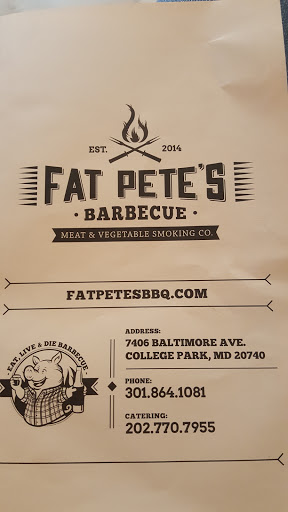 EST. 2014
FAT PETE'S
• BARBECUE •
MEAT & VEGETABLE SMOKING CO.
FATPETESBBQ.COM
• EAT, LIVE & DIE BARBECUE •
ADDRESS:
7406 BALTIMORE AVE.
COLLEGE PARK, MD 20740
PHONE:
301.864.1081
CATERING:
202.770.7955